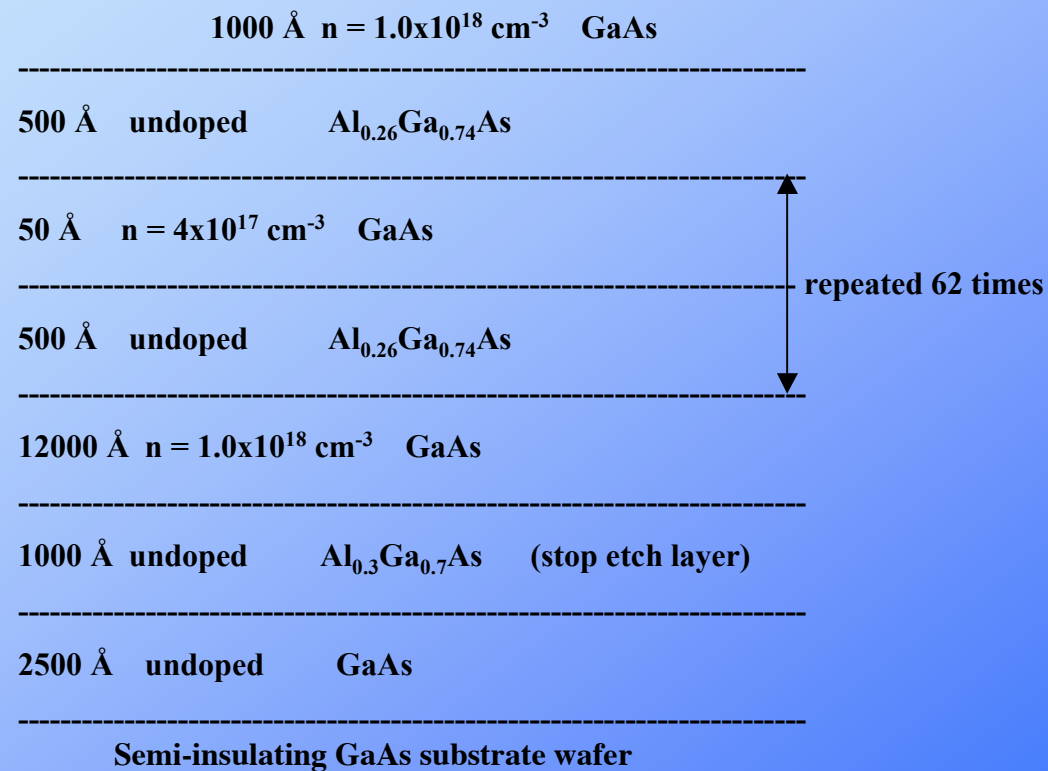 1000 Å n = 1.0x10¹⁸ cm⁻³ GaAs
500 Å undoped Al₀.₂₆Ga₀.₇₄As
50 Å n = 4x10¹⁷ cm⁻³ GaAs
repeated 62 times
500 Å undoped Al₀.₂₆Ga₀.₇₄As
12000 Å n = 1.0x10¹⁸ cm⁻³ GaAs
1000 Å undoped Al₀.₃Ga₀.₇As (stop etch layer)
2500 Å undoped GaAs
Semi-insulating GaAs substrate wafer